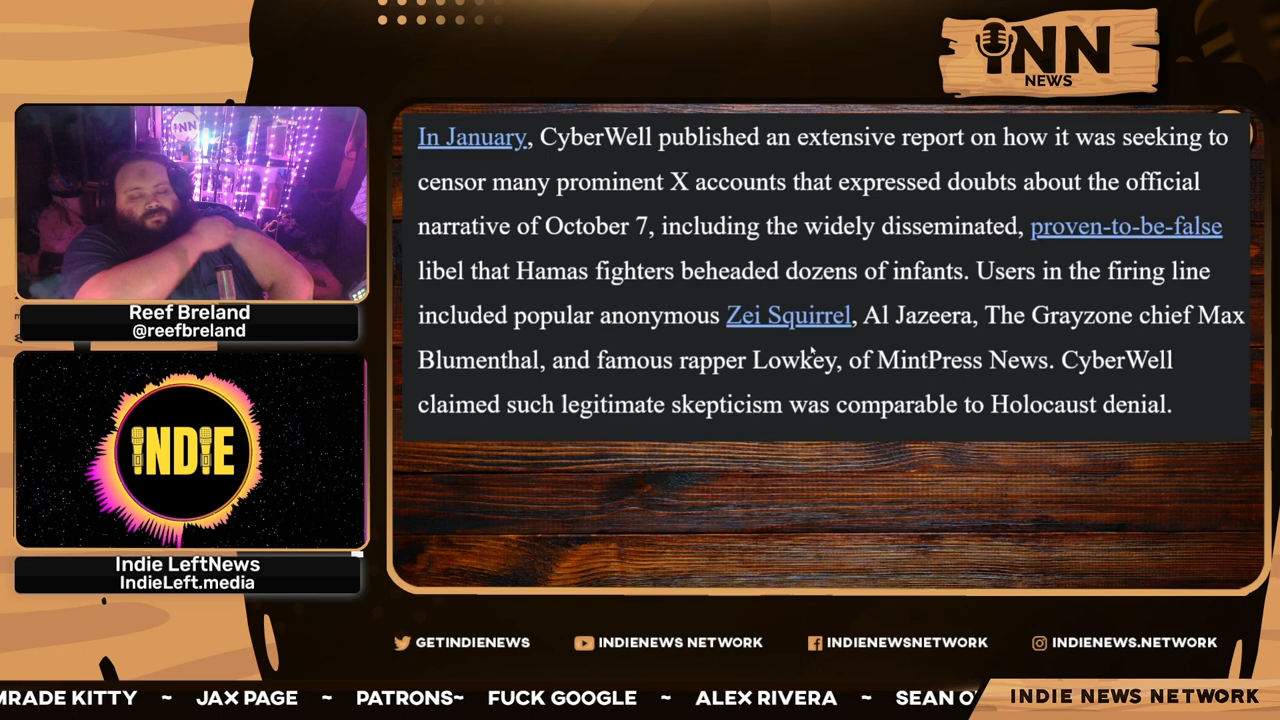 INN
NEWS
In January, CyberWell published an extensive report on how it was seeking to
censor many prominent X accounts that expressed doubts about the official
narrative of October 7, including the widely disseminated, proven-to-be-false
libel that Hamas fighters beheaded dozens of infants. Users in the firing line
included popular anonymous Zei Squirrel, Al Jazeera, The Grayzone chief Max
Blumenthal, and famous rapper Lowkey, of MintPress News. CyberWell
claimed such legitimate skepticism was comparable to Holocaust denial.
INN
Reef Breland
@reefbreland
INDIE
Indie LeftNews
IndieLeft.media
GETINDIENEWS
INDIENEWS NETWORK
INDIENEWSNETWORK
INDIENEWS.NETWORK
MRADE KITTY ~ JAX PAGE ~ PATRONS~ FUCK GOOGLE ~ ALEX RIVERA ~ SEAN O
INDIE NEWS NETWORK